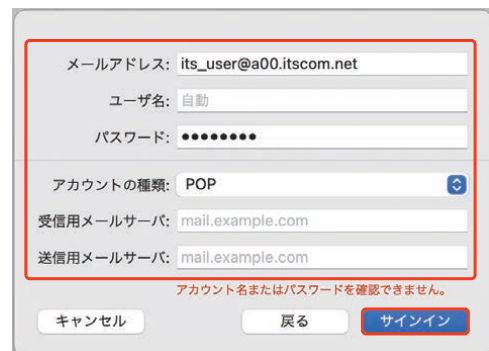 メールアドレス: its_user@a00.itscom.net
ユーザ名: 自動
パスワード: ●●●●●●●●
アカウントの種類: POP
受信用メールサーバ: mail.example.com
送信用メールサーバ: mail.example.com
アカウント名またはパスワードを確認できません。
キャンセル 戻る サインイン